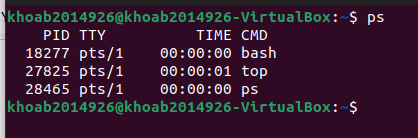 khoab2014926@khoab2014926-VirtualBox:~$ ps
PID TTY TIME CMD
18277 pts/1 00:00:00 bash
27825 pts/1 00:00:01 top
28465 pts/1 00:00:00 ps
khoab2014926@khoab2014926-VirtualBox:~$